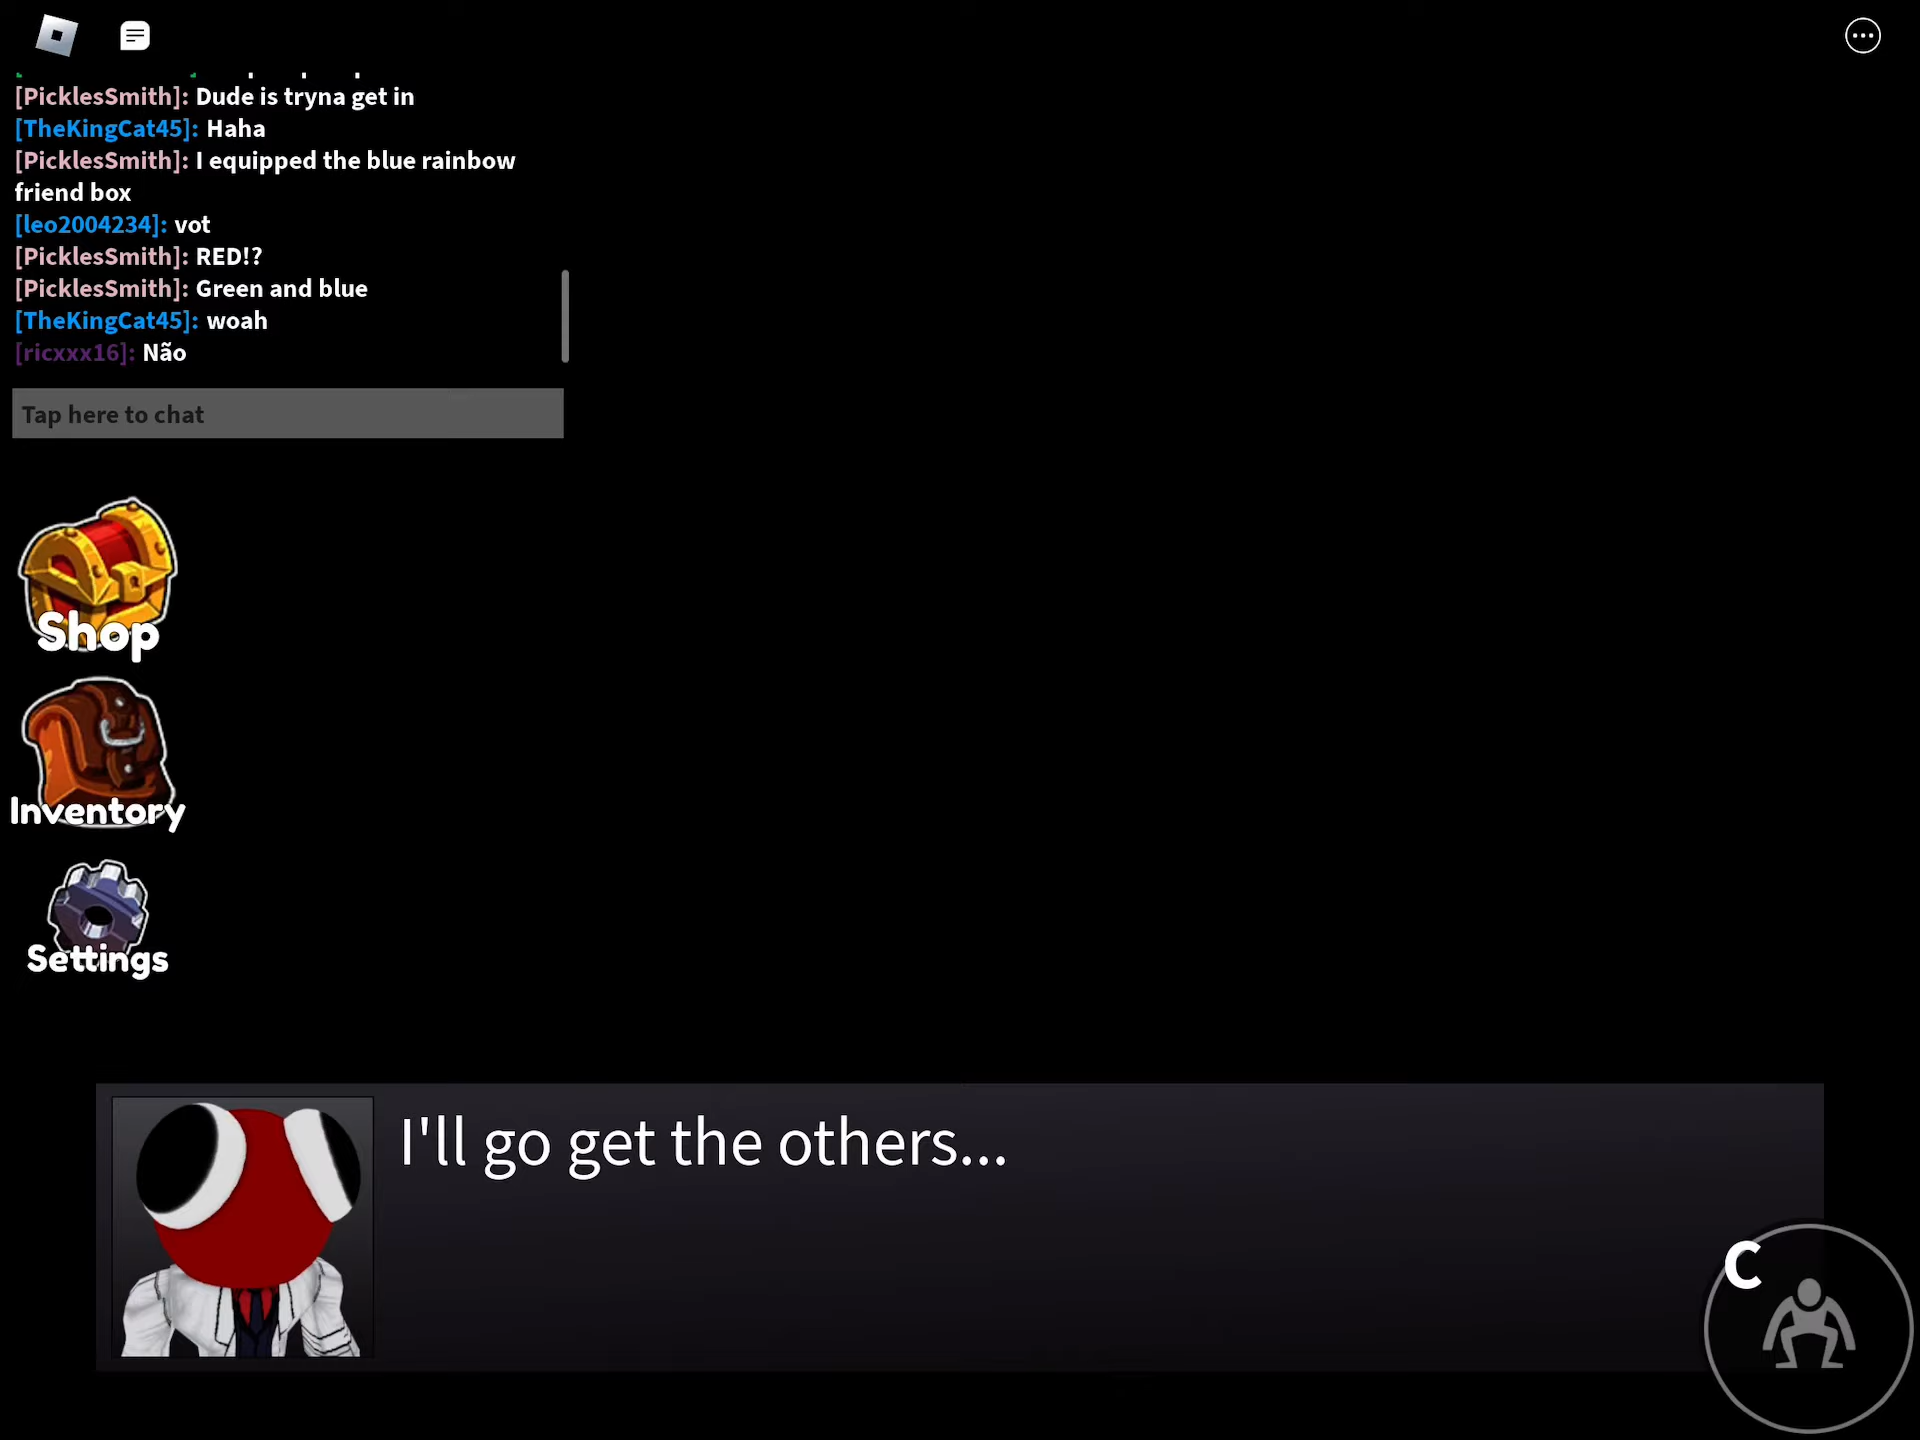 [PicklesSmith]: Dude is tryna get in
[TheKingCat45]: Haha
[PicklesSmith]: I equipped the blue rainbow
friend box
[leo2004234]: vot
[PicklesSmith]: RED!?
[PicklesSmith]: Green and blue
[TheKingCat45]: woah
[ricxxx16]: Não
Tap here to chat
Shop
Inventory
Settings
I'll go get the others...
C